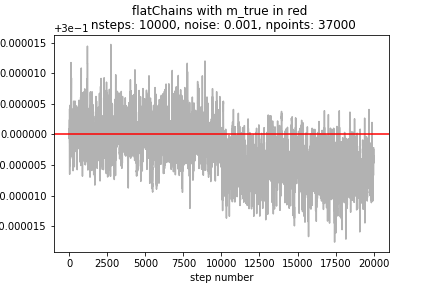 flatChains with m_true in red
+3e−1 nsteps: 10000, noise: 0.001, npoints: 37000
0.000015
0.000010
0.000005
0.000000
0.000005
0.000010
0.000015
0 2500 5000 7500 10000 12500 15000 17500 20000
step number